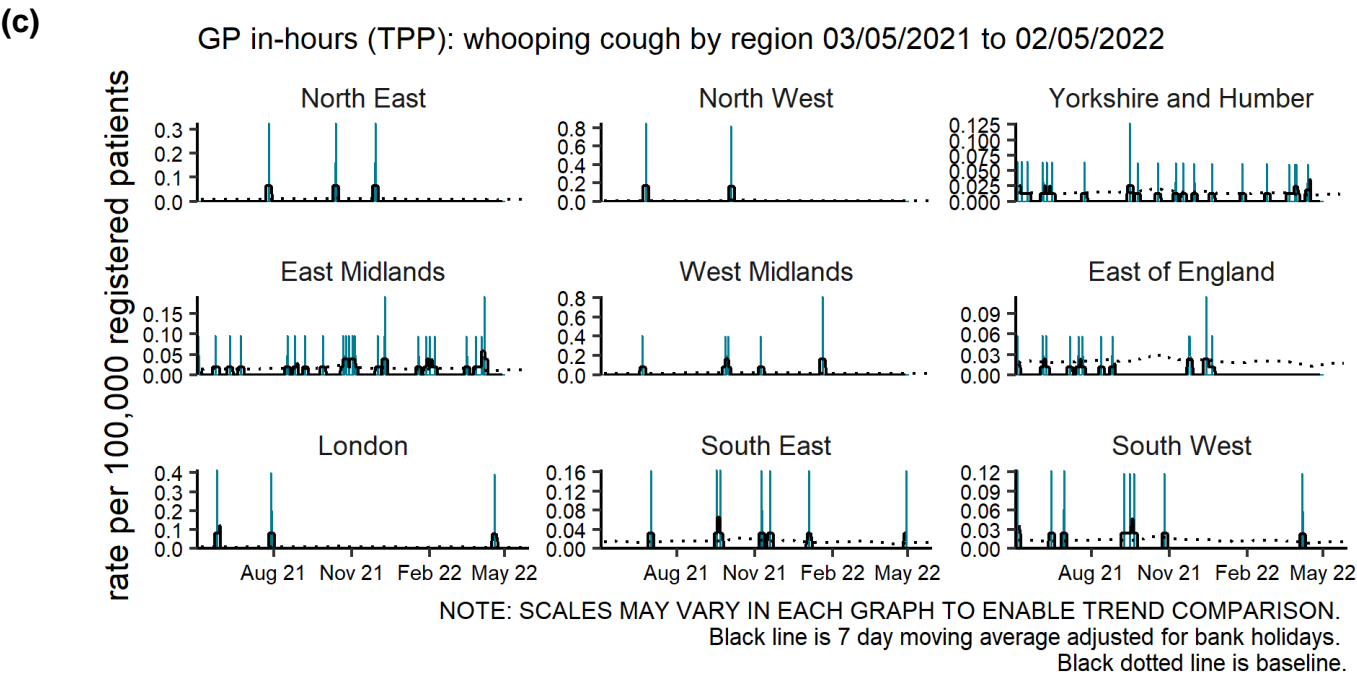 (c)
GP in-hours (TPP): whooping cough by region 03/05/2021 to 02/05/2022
rate per 100,000 registered patients
North East
0.3
0.2
0.1
0.0
North West
0.8
0.6
0.4
0.2
0.0
Yorkshire and Humber
0.125
0.100
0.075
0.050
0.025
0.000
East Midlands
0.15
0.10
0.05
0.00
West Midlands
0.8
0.6
0.4
0.2
0.0
East of England
0.09
0.06
0.03
0.00
London
0.4
0.3
0.2
0.1
0.0
Aug 21 Nov 21 Feb 22 May 22
South East
0.16
0.12
0.08
0.04
0.00
Aug 21 Nov 21 Feb 22 May 22
South West
0.12
0.09
0.06
0.03
0.00
Aug 21 Nov 21 Feb 22 May 22
NOTE: SCALES MAY VARY IN EACH GRAPH TO ENABLE TREND COMPARISON.
Black line is 7 day moving average adjusted for bank holidays.
Black dotted line is baseline.